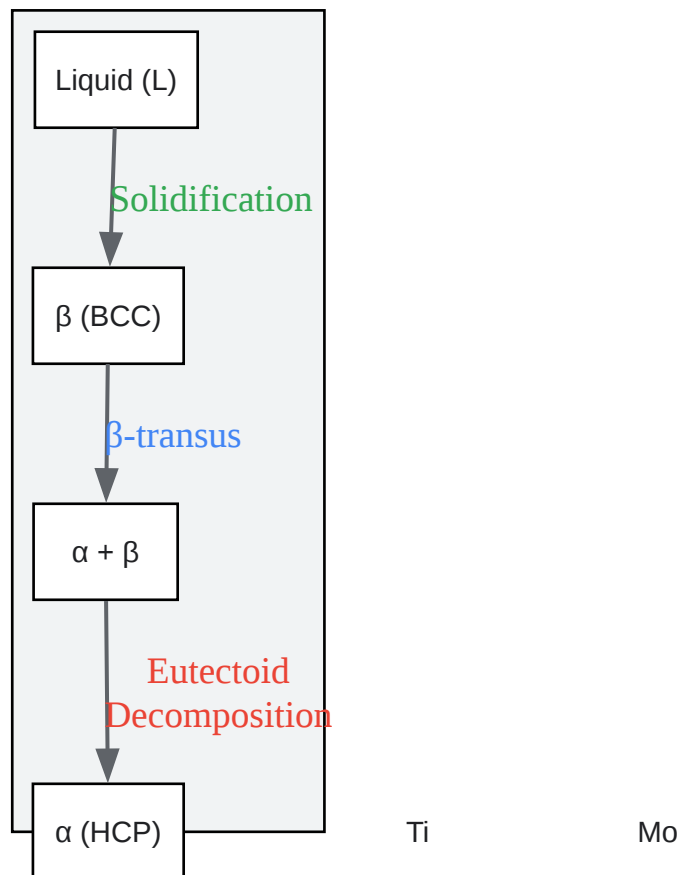 Liquid (L)
Solidification
β (BCC)
β-transus
α + β
Eutectoid
Decomposition
α (HCP)
Ti
Mo